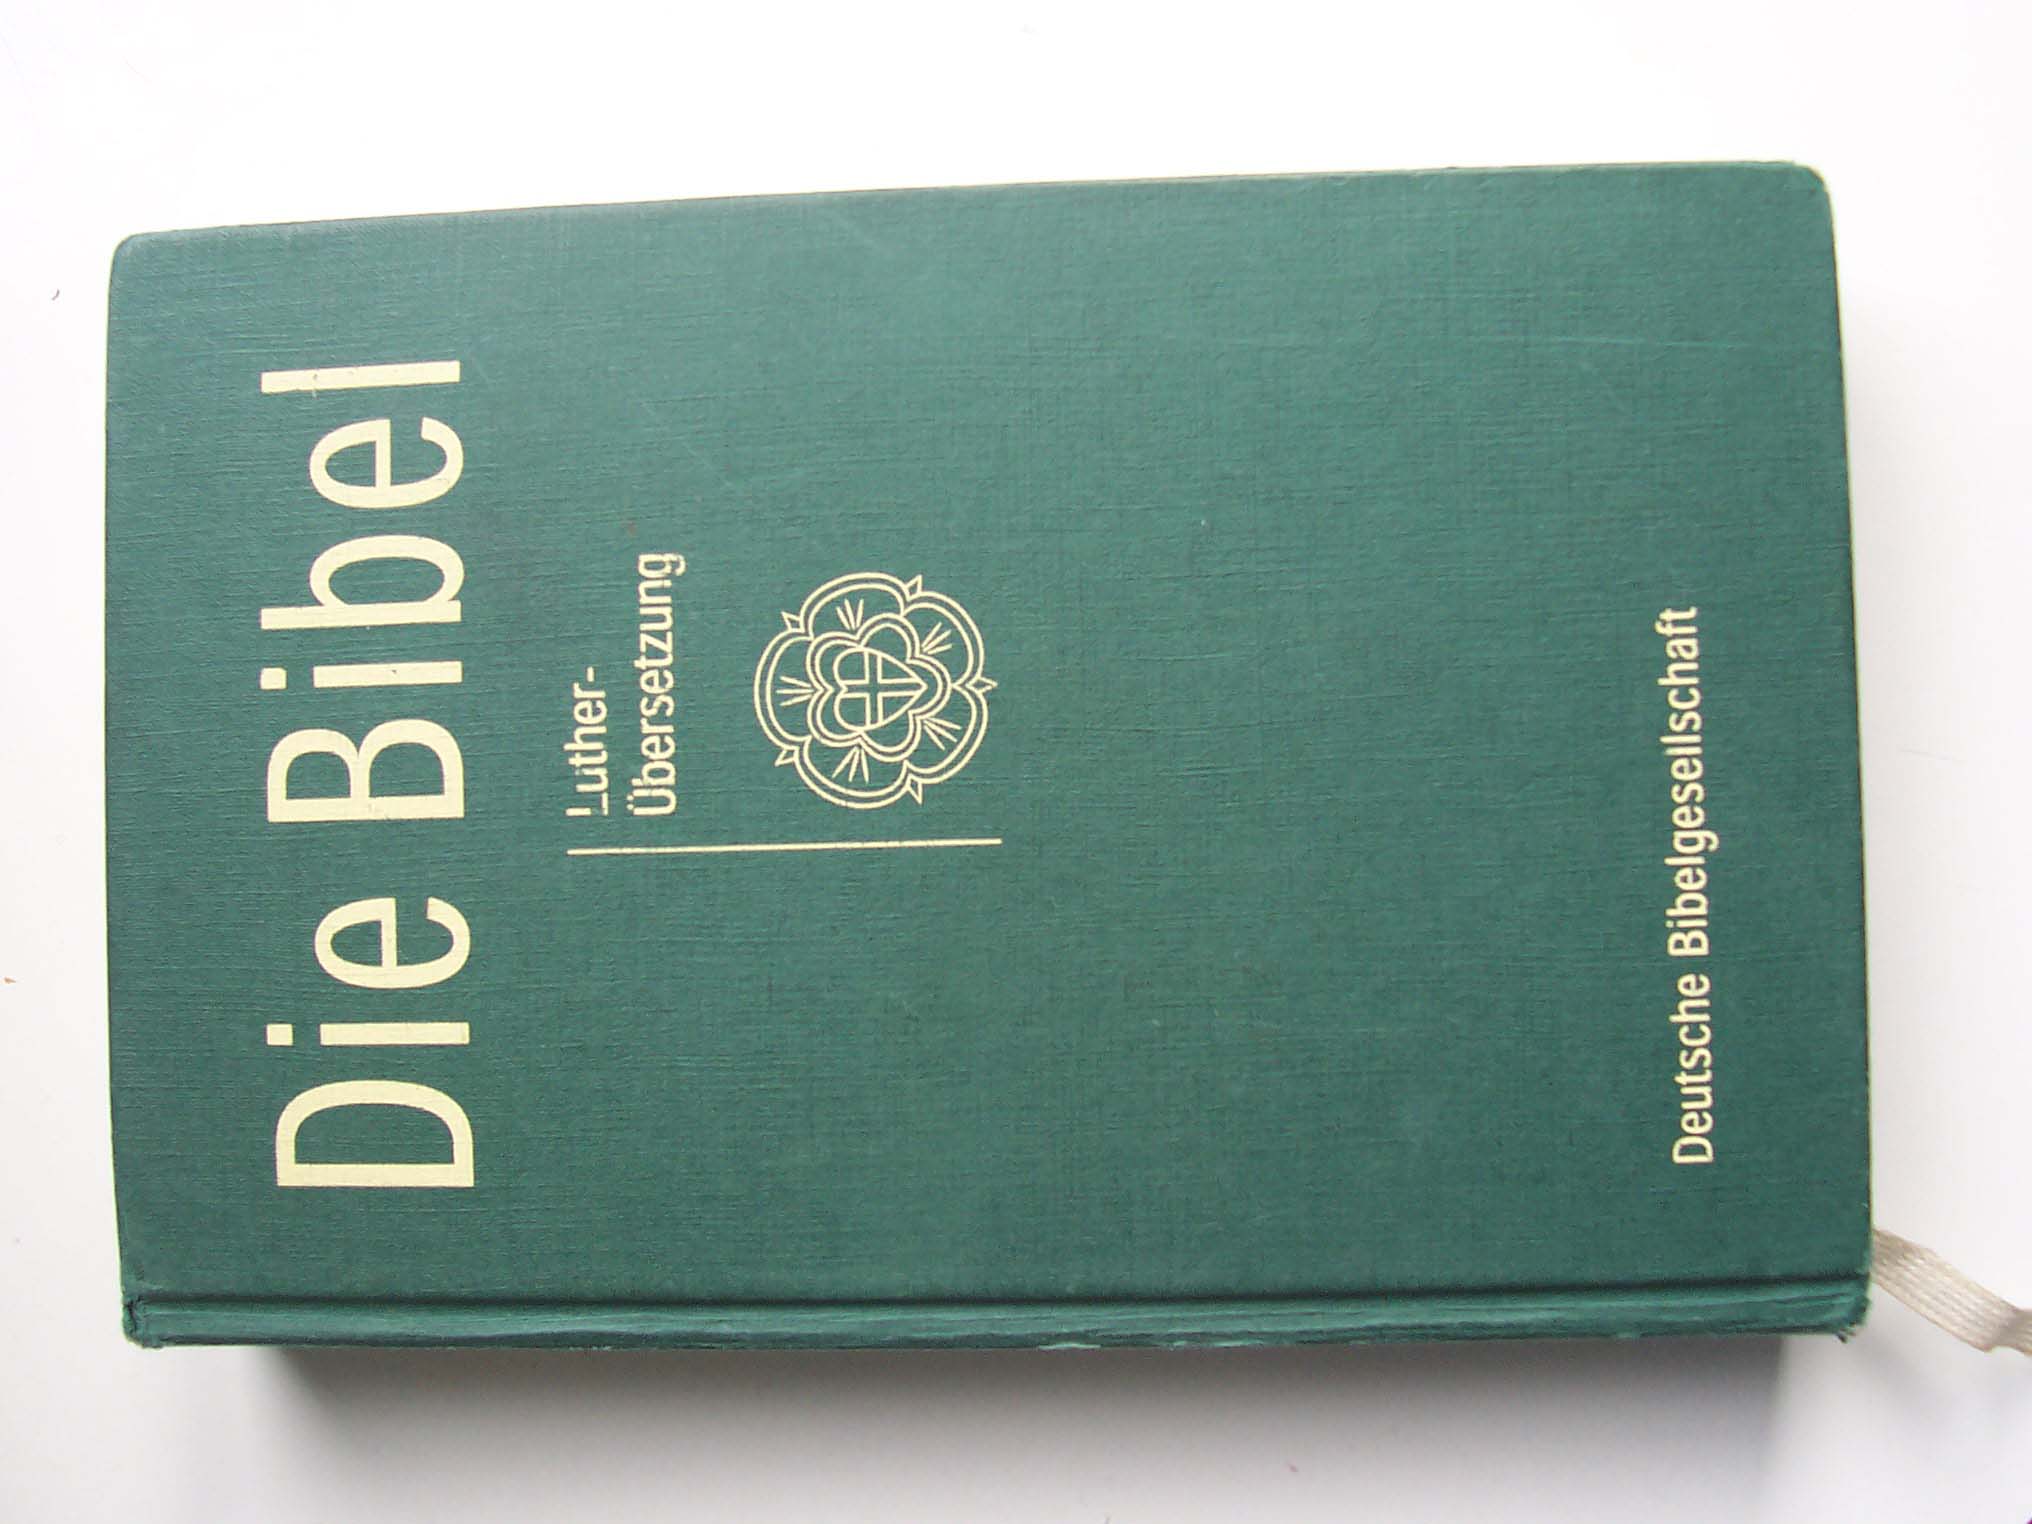 Die Bibel
Luther-
Übersetzung
Deutsche Bibelgesellschaft